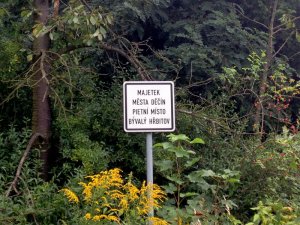 MAJETEK
MĚSTA DĚČÍN
PIETNÍ MÍSTO
BÝVALÝ HŘBITOV